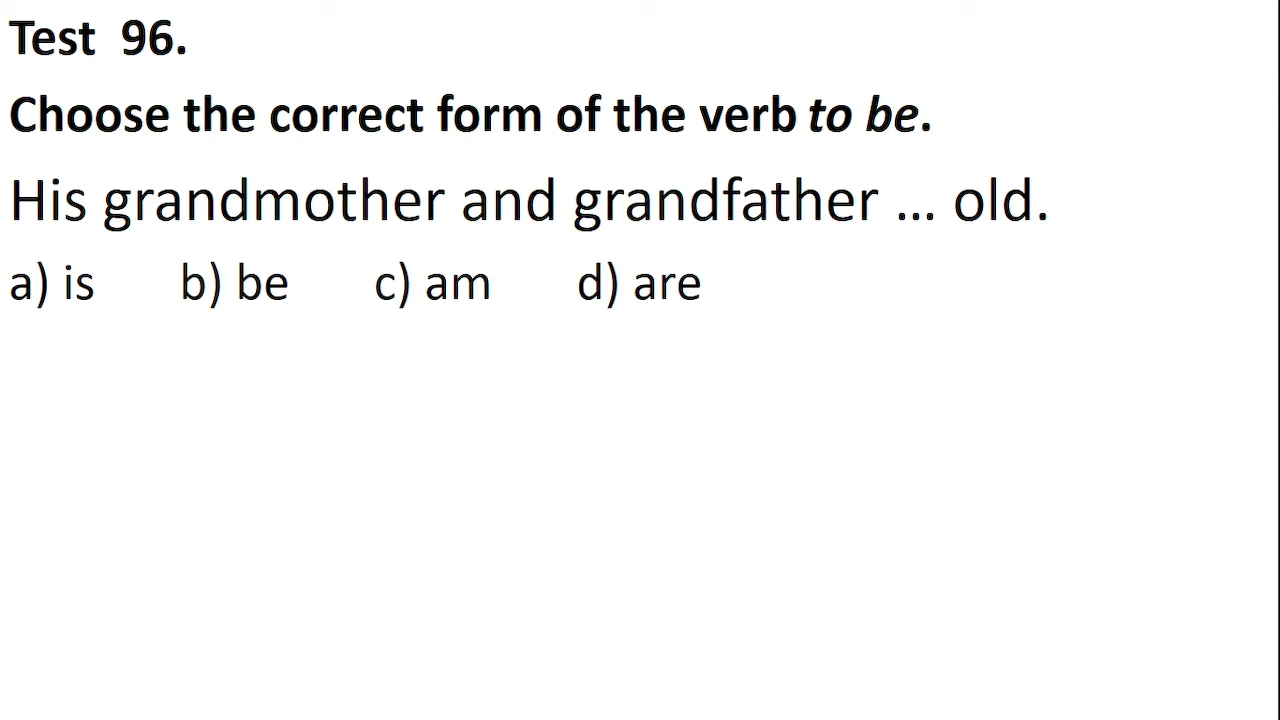 Test 96.
Choose the correct form of the verb to be.
His grandmother and grandfather ... old.
a) is b) be c) am d) are